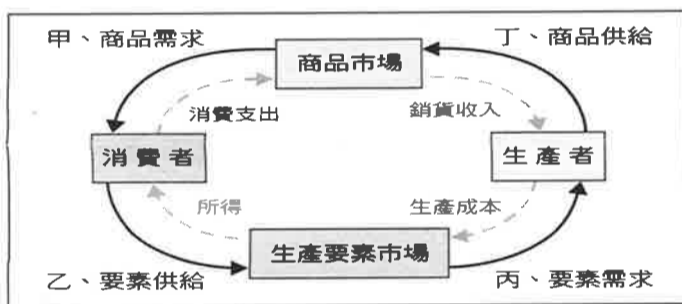 甲、商品需求
丁、商品供給
商品市場
消費支出
銷貨收入
消費者
生產者
所得
生產成本
生產要素市場
乙、要素供給
丙、要素需求